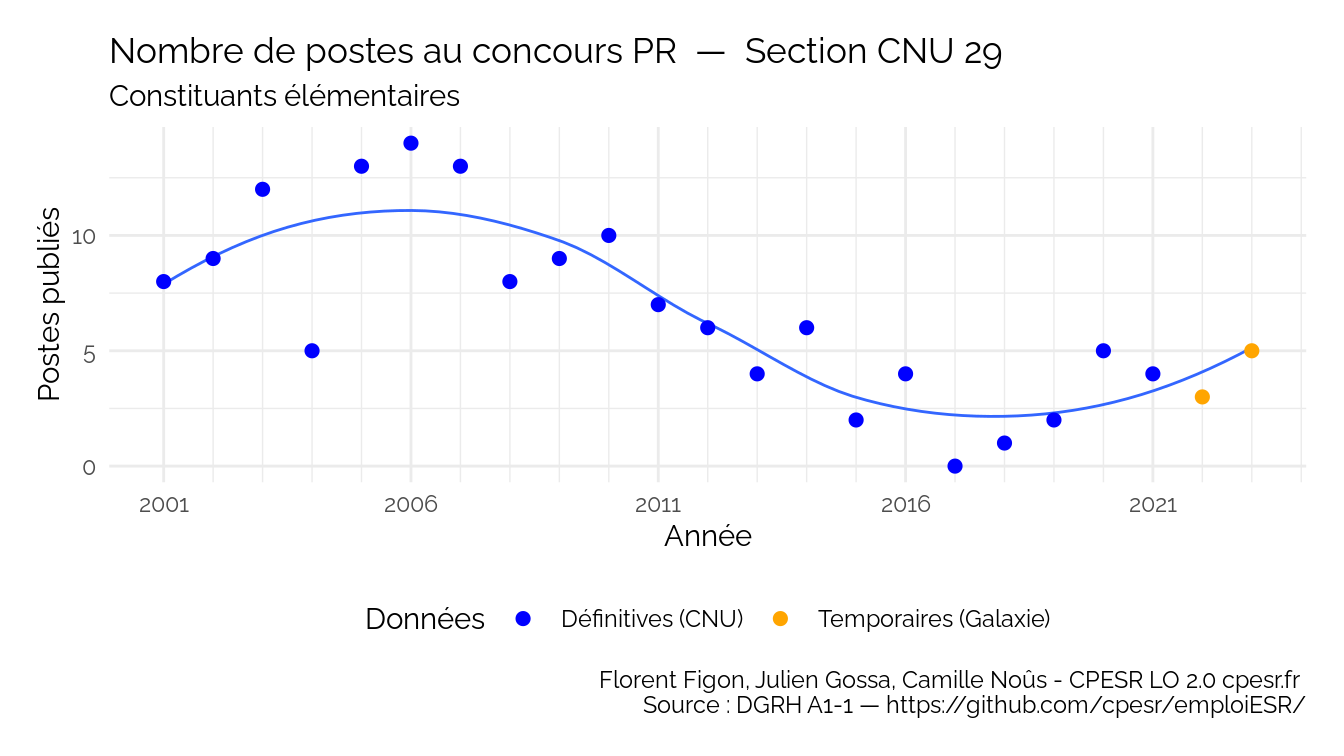 Nombre de postes au concours PR — Section CNU 29
Constituants élémentaires
Postes publiés
10
5
0
2001 2006 2011 2016 2021
Année
Données Définitives (CNU) Temporaires (Galaxie)
Florent Figon, Julien Gossa, Camille Noûs - CPESR LO 2.0 cpesr.fr
Source : DGRH A1-1 — https://github.com/cpesr/emploiESR/